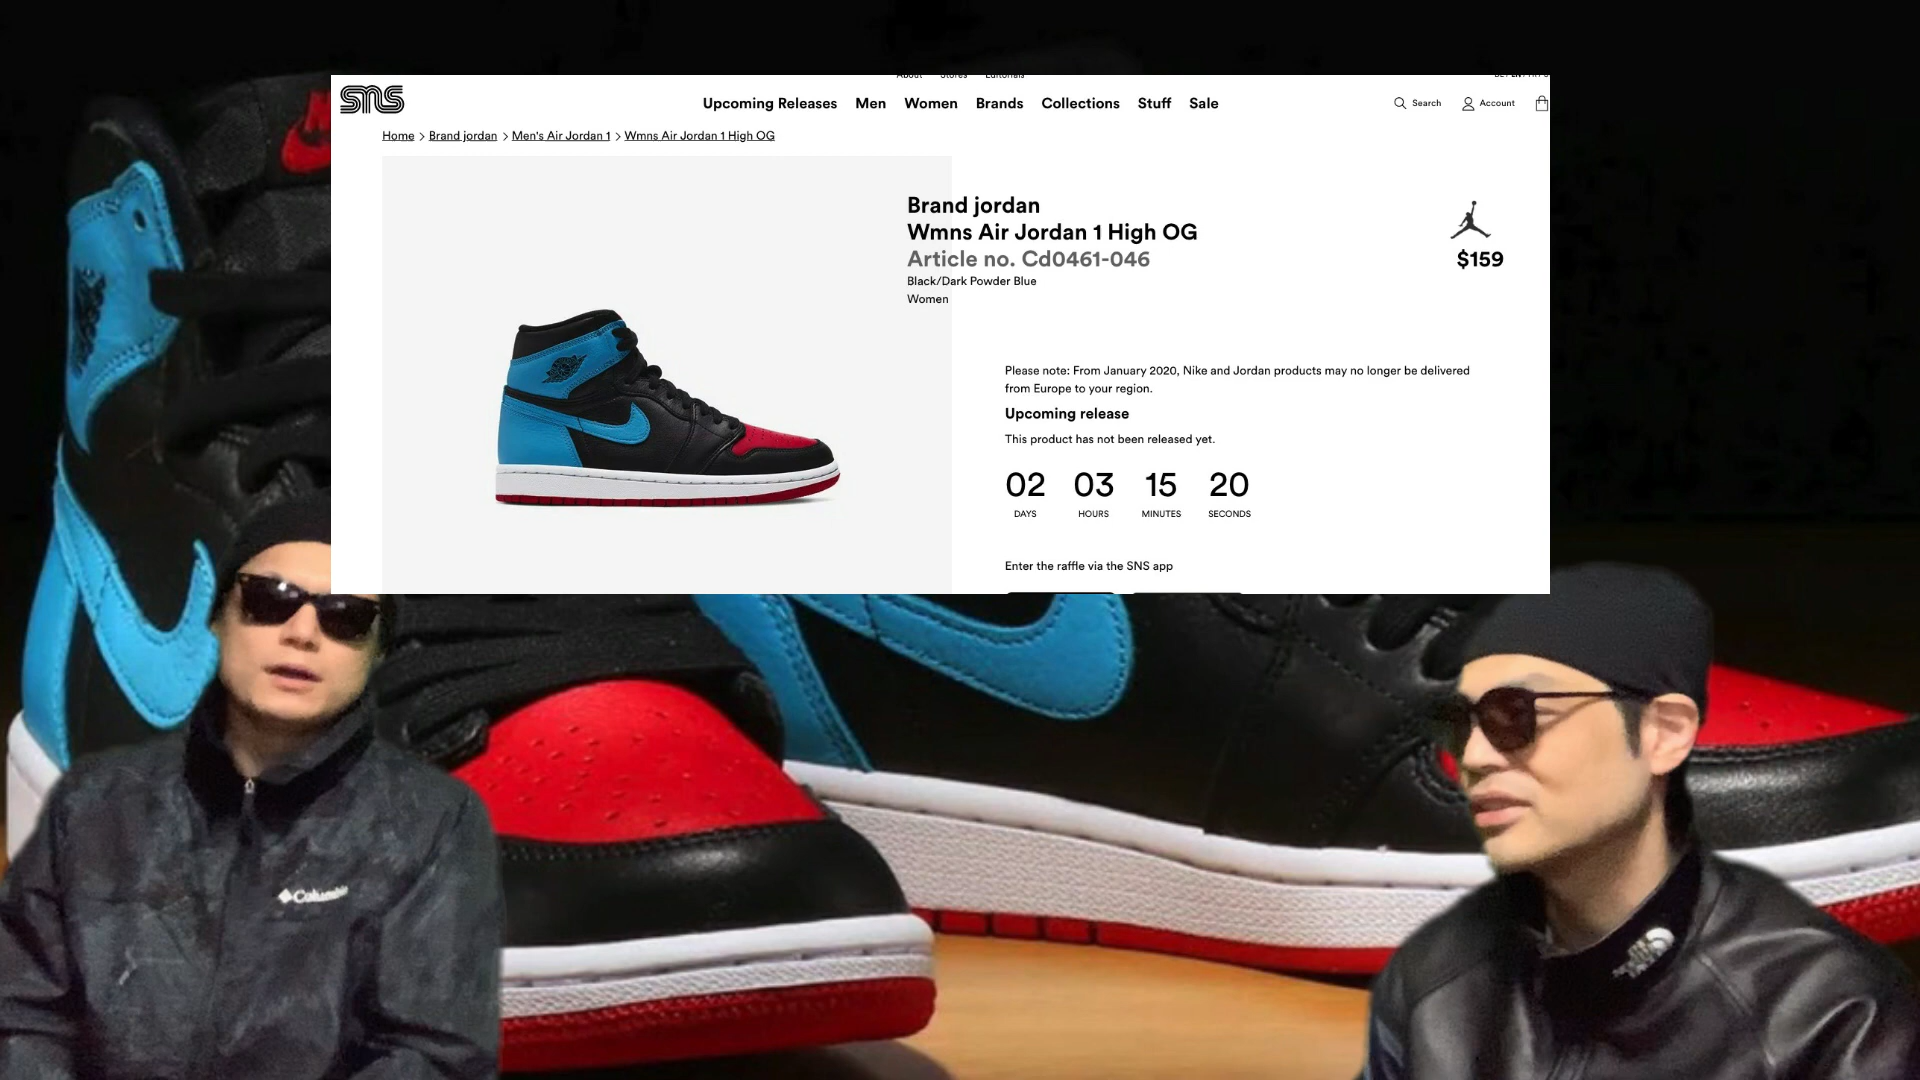 About Stores Editorials
sns
Upcoming Releases Men Women Brands Collections Stuff Sale
Search Account
Home > Brand jordan > Men's Air Jordan 1 > Wmns Air Jordan 1 High OG
Brand jordan
Wmns Air Jordan 1 High OG
Article no. Cd0461-046
$159
Black/Dark Powder Blue
Women
Please note: From January 2020, Nike and Jordan products may no longer be delivered
from Europe to your region.
Upcoming release
This product has not been released yet.
02 03 15 20
DAYS HOURS MINUTES SECONDS
Enter the raffle via the SNS app
Columbia